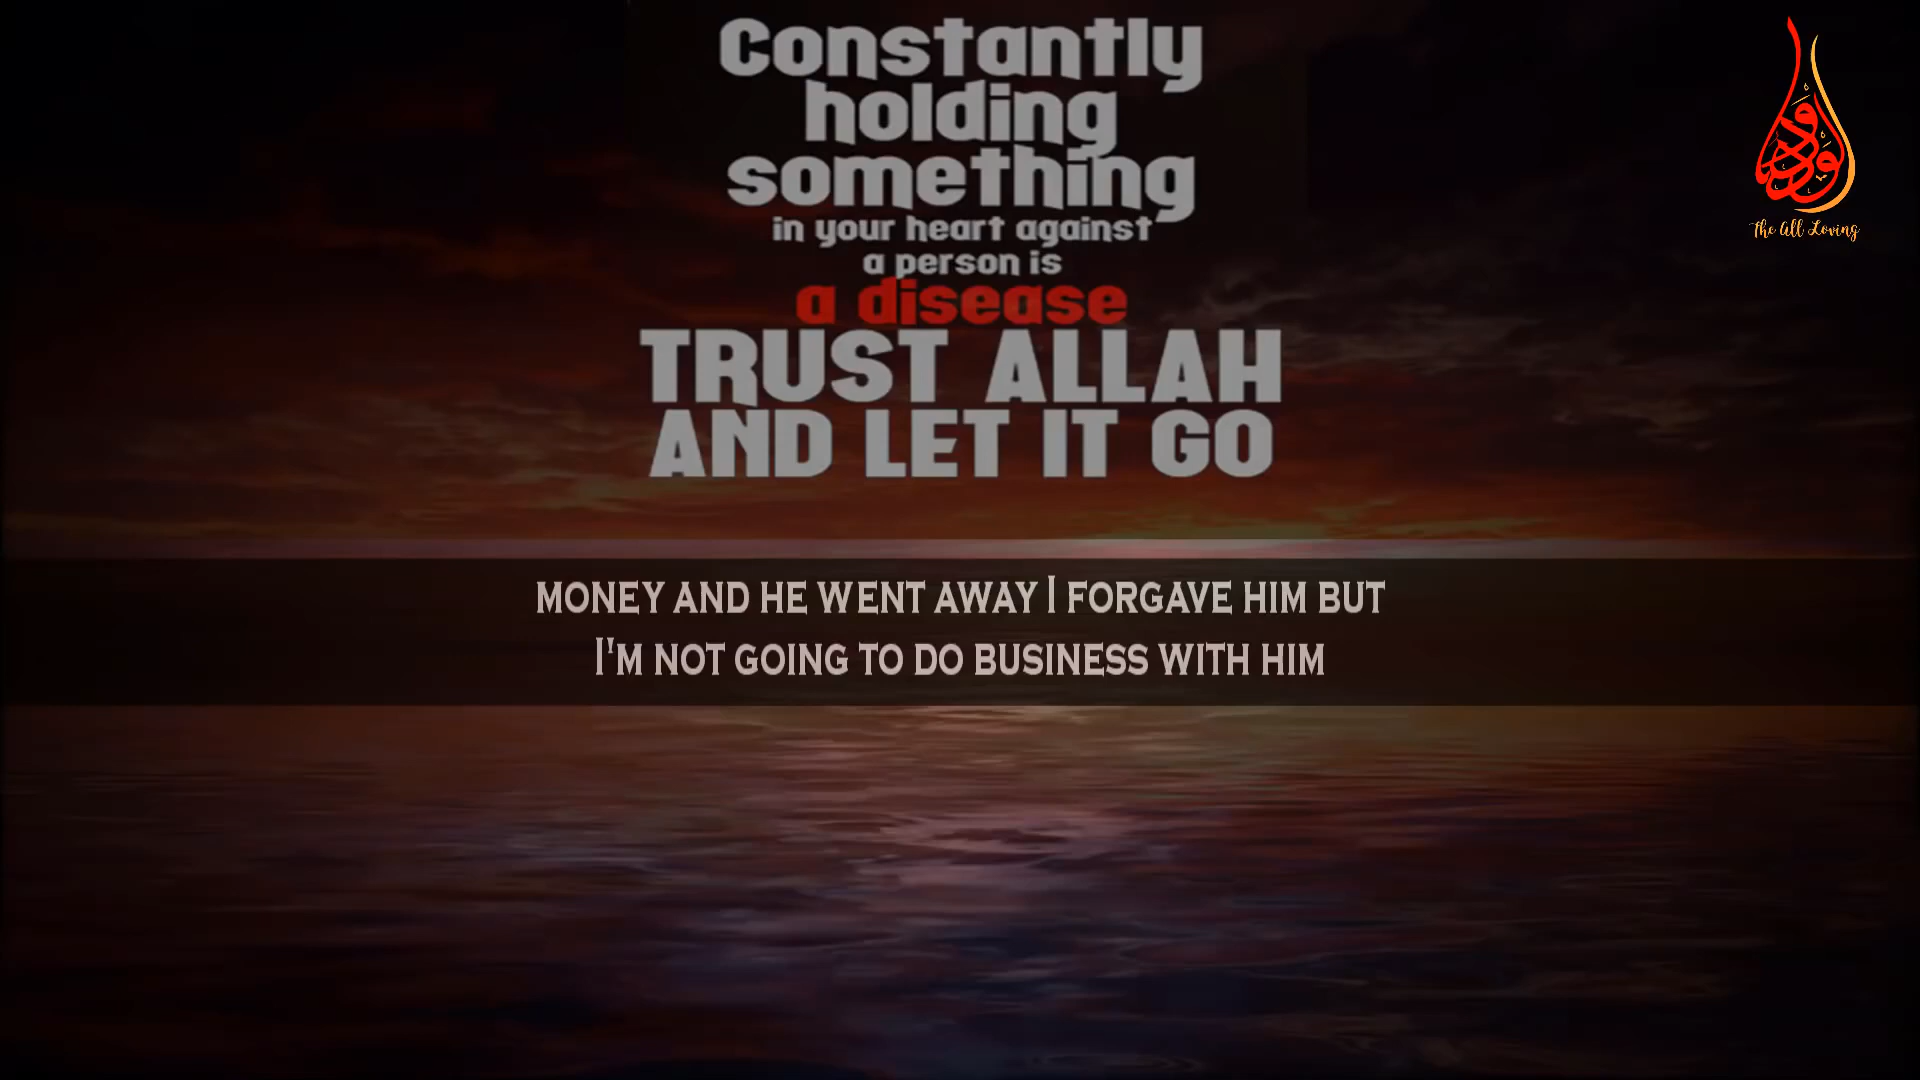 Constantly
holding
something
in your heart against
a person is
a disease
TRUST ALLAH
AND LET IT GO
The All Loving
MONEY AND HE WENT AWAY I FORGAVE HIM BUT
I'M NOT GOING TO DO BUSINESS WITH HIM